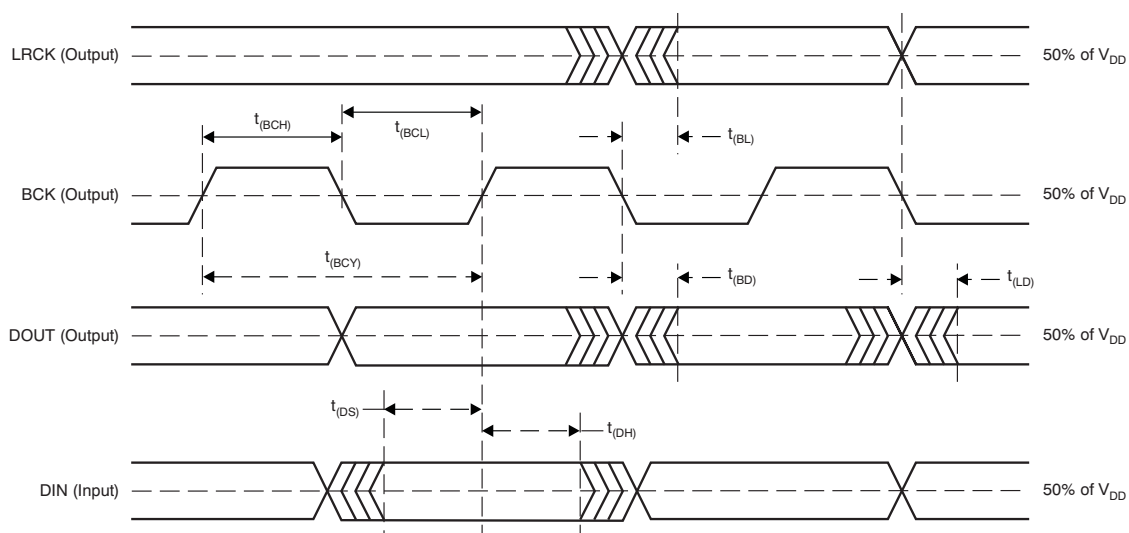 LRCK (Output)
50% of VDD
t(BCH)
t(BCL)
t(BL)
BCK (Output)
50% of VDD
t(BCY)
t(BD)
t(LD)
DOUT (Output)
50% of VDD
t(DS)
t(DH)
DIN (Input)
50% of VDD